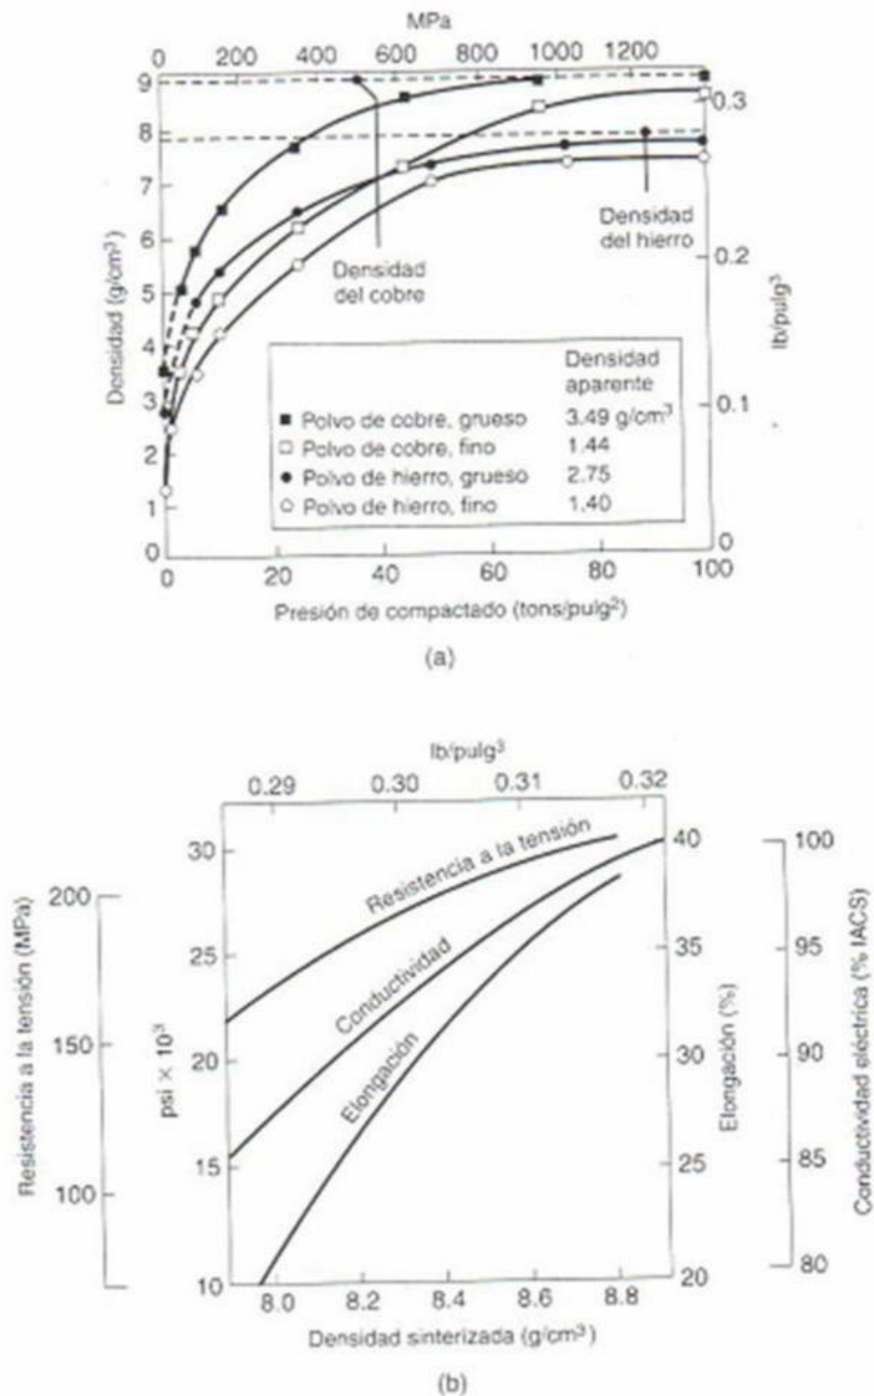 MPa
0 200 400 600 800 1000 1200
9
8
7
6
5
4
3
2
1
0
Densidad (g/cm³)
0.3
0.2
0.1
0
lb/pulg³
Densidad
del cobre
Densidad
del hierro
Densidad
aparente
Polvo de cobre, grueso 3.49 g/cm³
Polvo de cobre, fino 1.44
Polvo de hierro, grueso 2.75
Polvo de hierro, fino 1.40
0 20 40 60 80 100
Presión de compactado (tons/pulg²)
(a)
lb/pulg³
0.29 0.30 0.31 0.32
Resistencia a la tensión (MPa)
200
150
100
psi × 10³
30
25
20
15
10
Resistencia a la tensión
Conductividad
Elongación
40
35
30
25
20
Elongación (%)
100
95
90
85
80
Conductividad eléctrica (% IACS)
8.0 8.2 8.4 8.6 8.8
Densidad sinterizada (g/cm³)
(b)